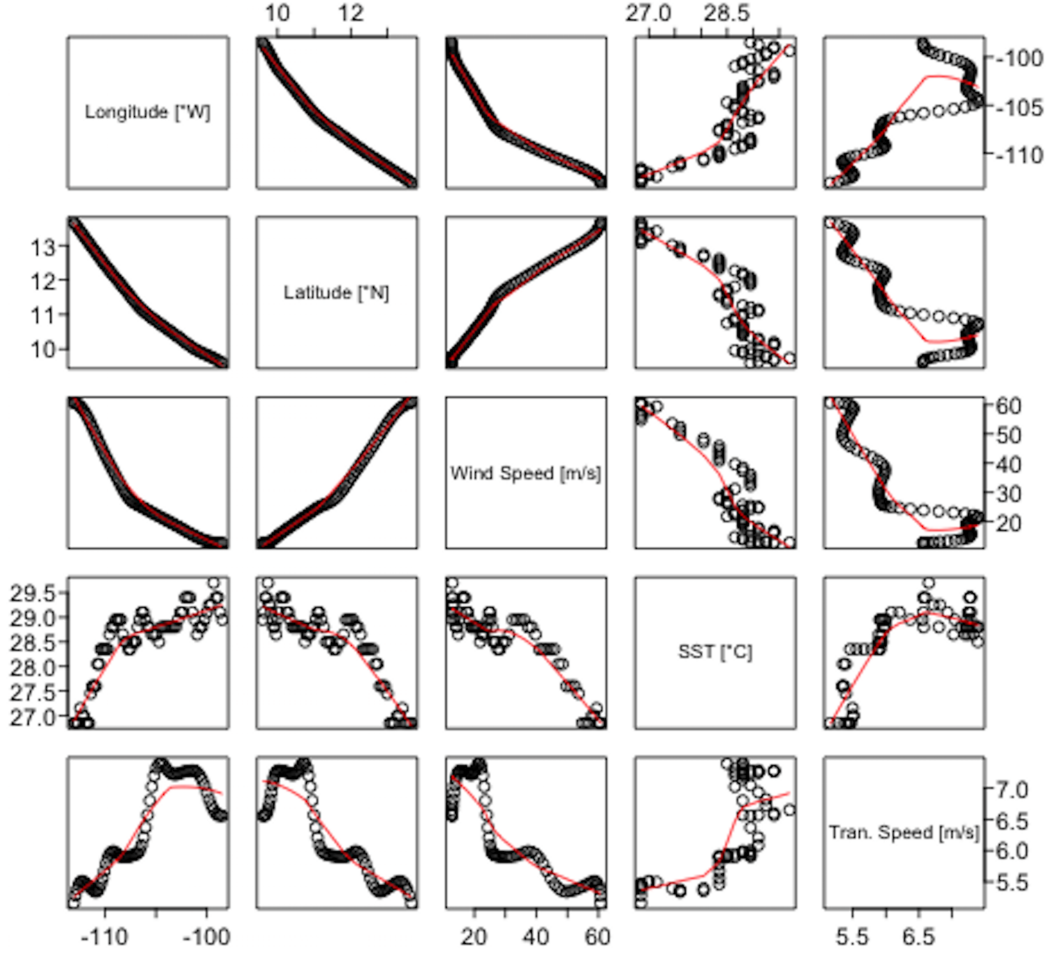 10 12 27.0 28.5
Longitude [°W] -100
-105
-110
13 Latitude [°N]
12
11
10
Wind Speed [m/s] 60
50
40
30
20
29.5 SST [°C]
29.0
28.5
28.0
27.5
27.0
Tran. Speed [m/s] 7.0
6.5
6.0
5.5
-110 -100 20 40 60 5.5 6.5